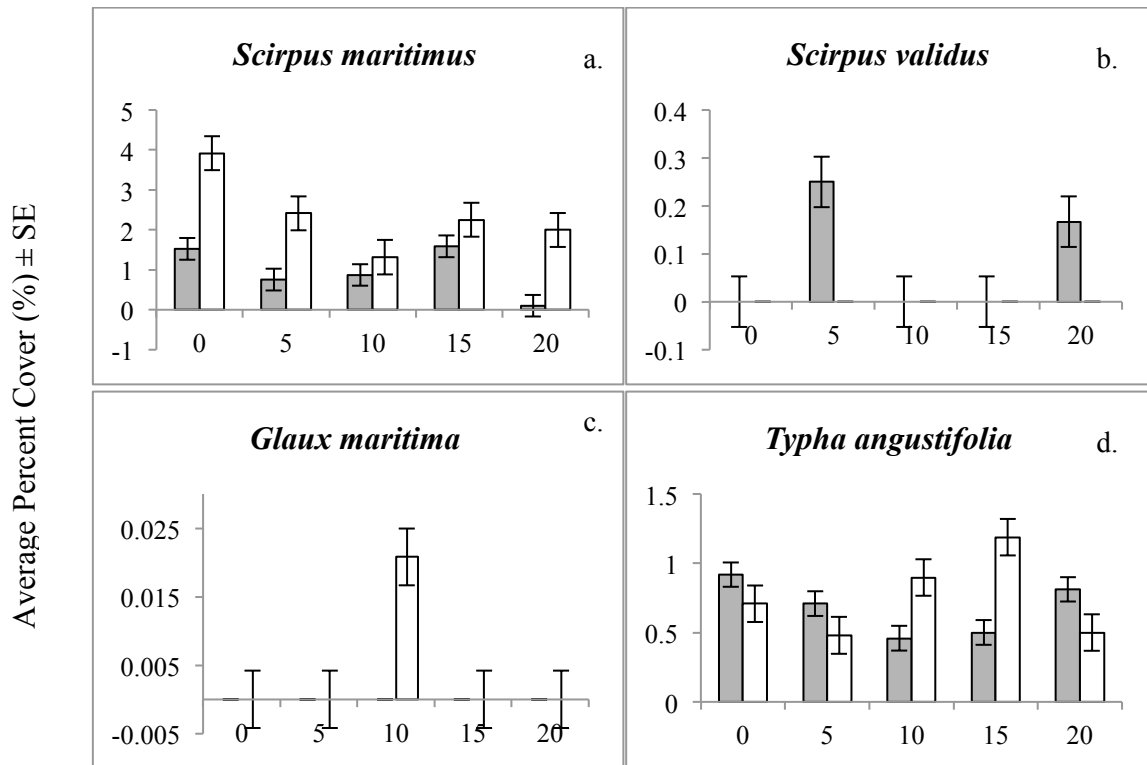 Average Percent Cover (%) ± SE
Scirpus maritimus
a.
5
4
3
2
1
0
-1
0 5 10 15 20
Scirpus validus
b.
0.4
0.3
0.2
0.1
0
-0.1
0 5 10 15 20
Glaux maritima
c.
0.025
0.015
0.005
-0.005
0 5 10 15 20
Typha angustifolia
d.
1.5
1
0.5
0
0 5 10 15 20